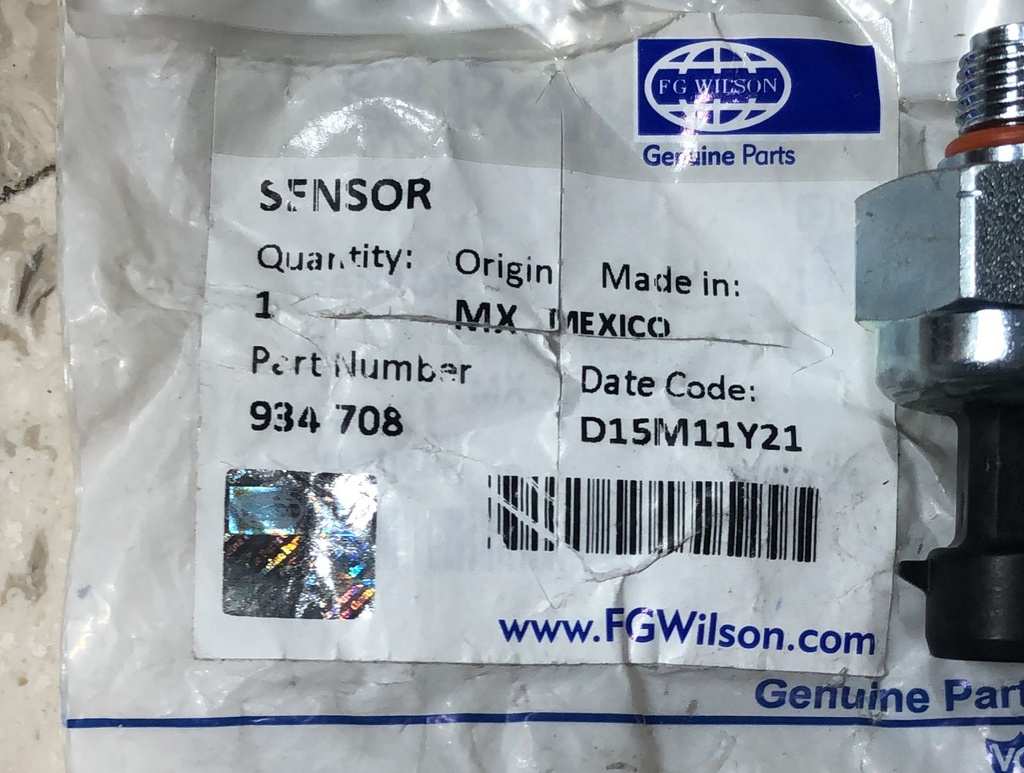 FG WILSON
Genuine Parts
SENSOR
Quantity: Origin Made in:
1 MX MEXICO
Part Number Date Code:
934 708 D15M11Y21
www.FGWilson.com
Genuine Part